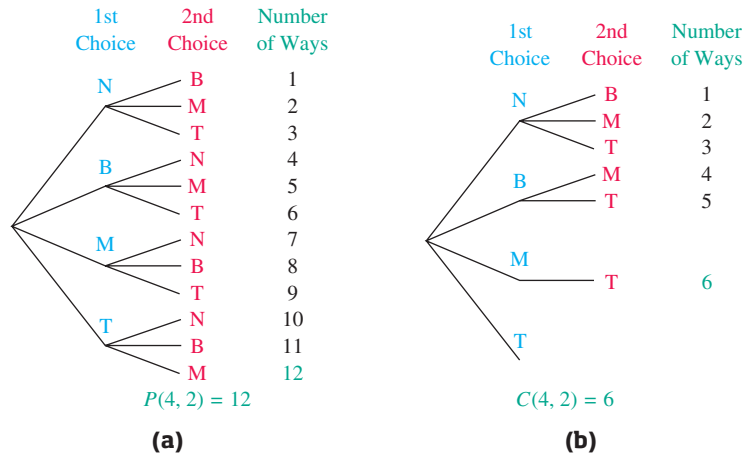 1st 2nd Number
Choice Choice of Ways
N
B 1
M 2
T 3
B
N 4
M 5
T 6
M
N 7
B 8
T 9
T
N 10
B 11
M 12
P(4, 2) = 12
(a)
1st 2nd Number
Choice Choice of Ways
N
B 1
M 2
T 3
B
M 4
T 5
M
T 6
T
C(4, 2) = 6
(b)